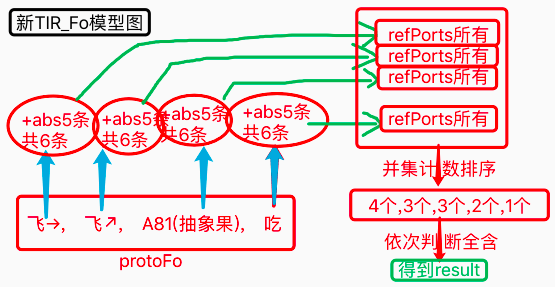 新TIR_Fo模型图
refPorts所有
refPorts所有
refPorts所有
refPorts所有
+abs5条
共6条
+abs5条
共6条
+abs5条
共6条
+abs5条
共6条
飞→, 飞↗, A81(抽象果), 吃
protoFo
并集计数排序
4个,3个,3个,2个,1个
依次判断全含
得到result